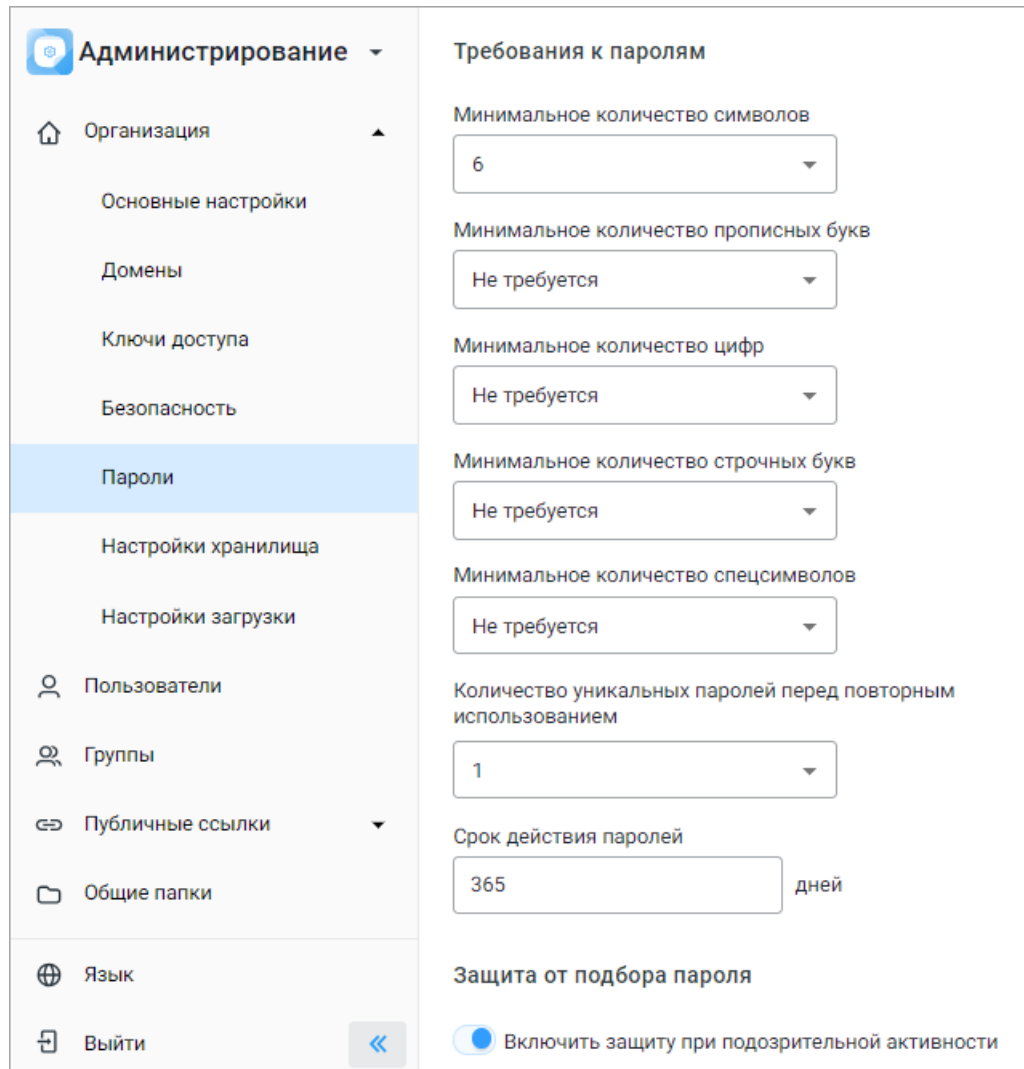 Администрирование
Организация
Основные настройки
Домены
Ключи доступа
Безопасность
Пароли
Настройки хранилища
Настройки загрузки
Пользователи
Группы
Публичные ссылки
Общие папки
Язык
Выйти
Требования к паролям
Минимальное количество символов
6
Минимальное количество прописных букв
Не требуется
Минимальное количество цифр
Не требуется
Минимальное количество строчных букв
Не требуется
Минимальное количество спецсимволов
Не требуется
Количество уникальных паролей перед повторным
использованием
1
Срок действия паролей
365 дней
Защита от подбора пароля
Включить защиту при подозрительной активности